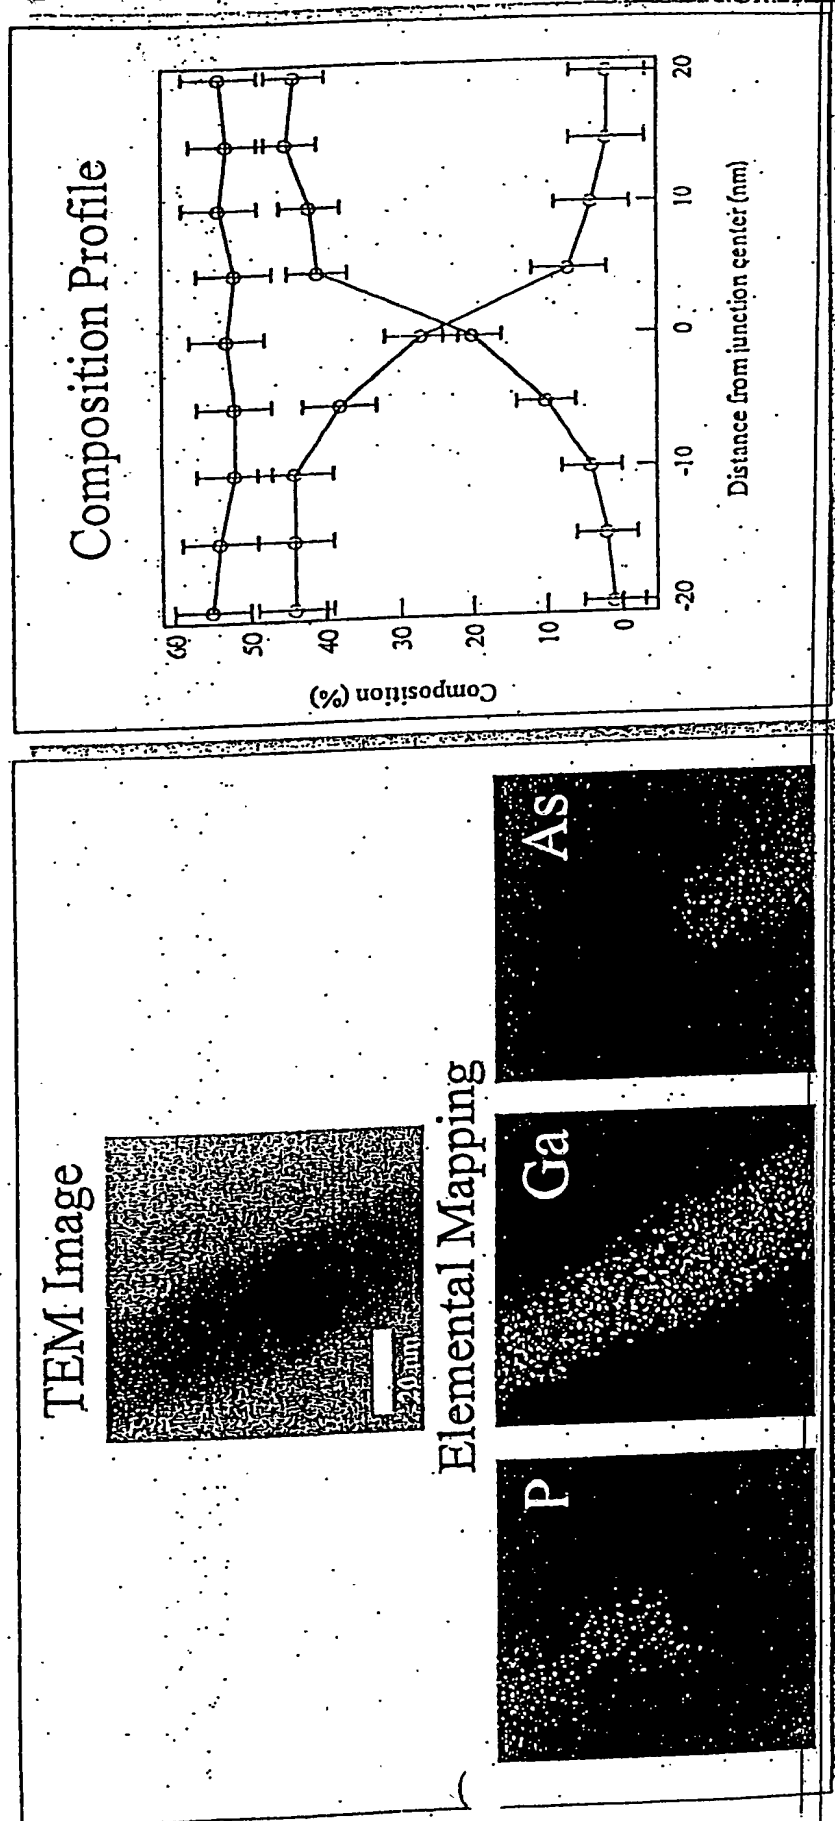 TEM Image
20nm
Elemental Mapping
P
Ga
As
Composition Profile
Composition (%)
60
50
40
30
20
10
0
-20
-10
0
10
20
Distance from junction center (nm)